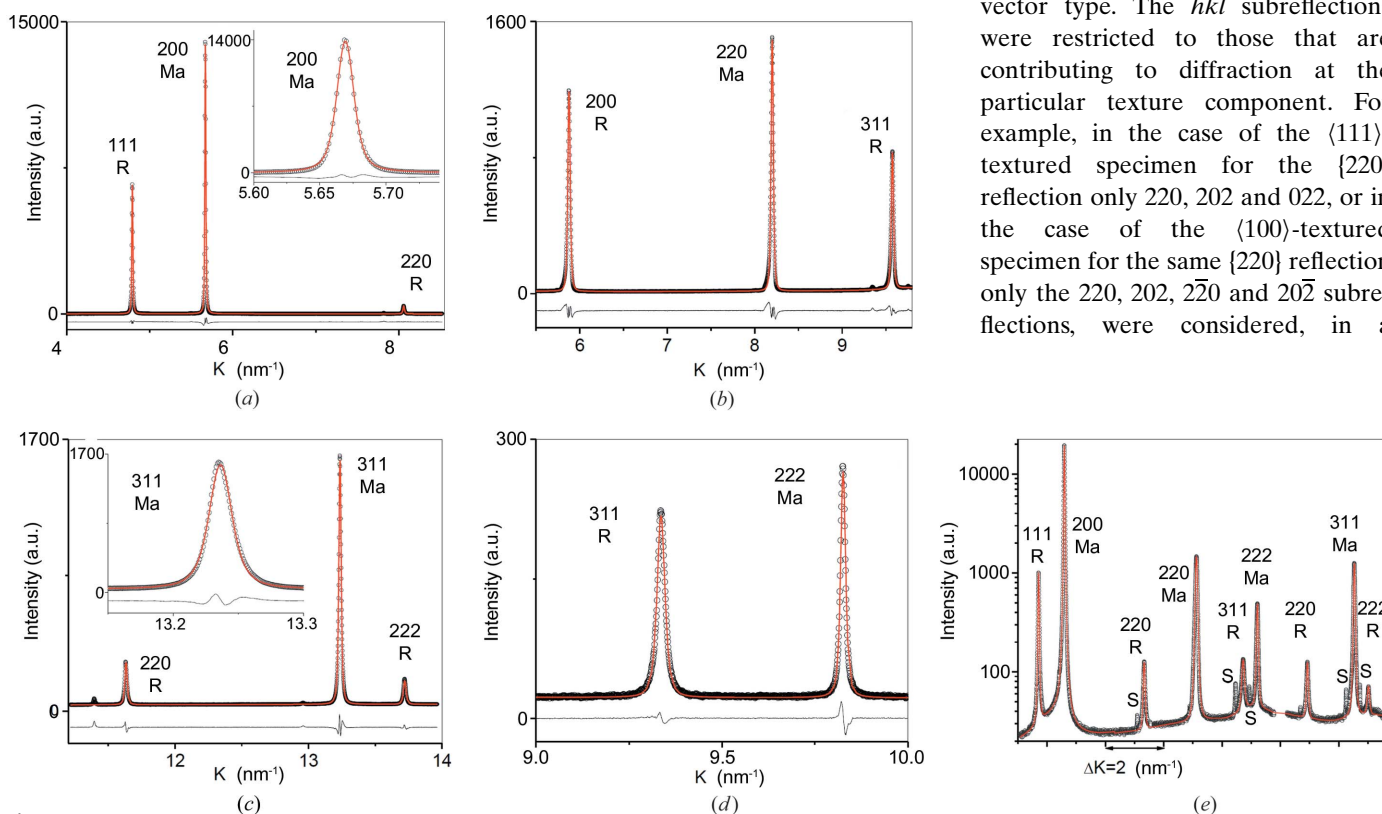 15000
0
Intensity (a.u.)
111
R
200
Ma
220
R
14000
200
Ma
0
5.60
5.65
5.70
4
6
8
K (nm⁻¹)
(a)
1600
0
Intensity (a.u.)
200
R
220
Ma
311
R
6
7
8
9
K (nm⁻¹)
(b)
vector type. The hkl subreflection
were restricted to those that are
contributing to diffraction at the
particular texture component. For
example, in the case of the ⟨111⟩
textured specimen for the {220
reflection only 220, 202 and 022, or in
the case of the ⟨100⟩-textured
specimen for the same {220} reflection
only the 220, 202, 22̅0 and 202̅ subre
flections, were considered, in a
1700
0
Intensity (a.u.)
1700
311
Ma
0
13.2
13.3
220
R
311
Ma
222
R
12
13
14
K (nm⁻¹)
(c)
300
0
Intensity (a.u.)
311
R
222
Ma
9.0
9.5
10.0
K (nm⁻¹)
(d)
10000
1000
100
Intensity (a.u.)
111
R
200
Ma
220
R
S
220
Ma
311
R
S
222
Ma
S
220
R
311
Ma
S
222
R
S
ΔK=2 (nm⁻¹)
(e)